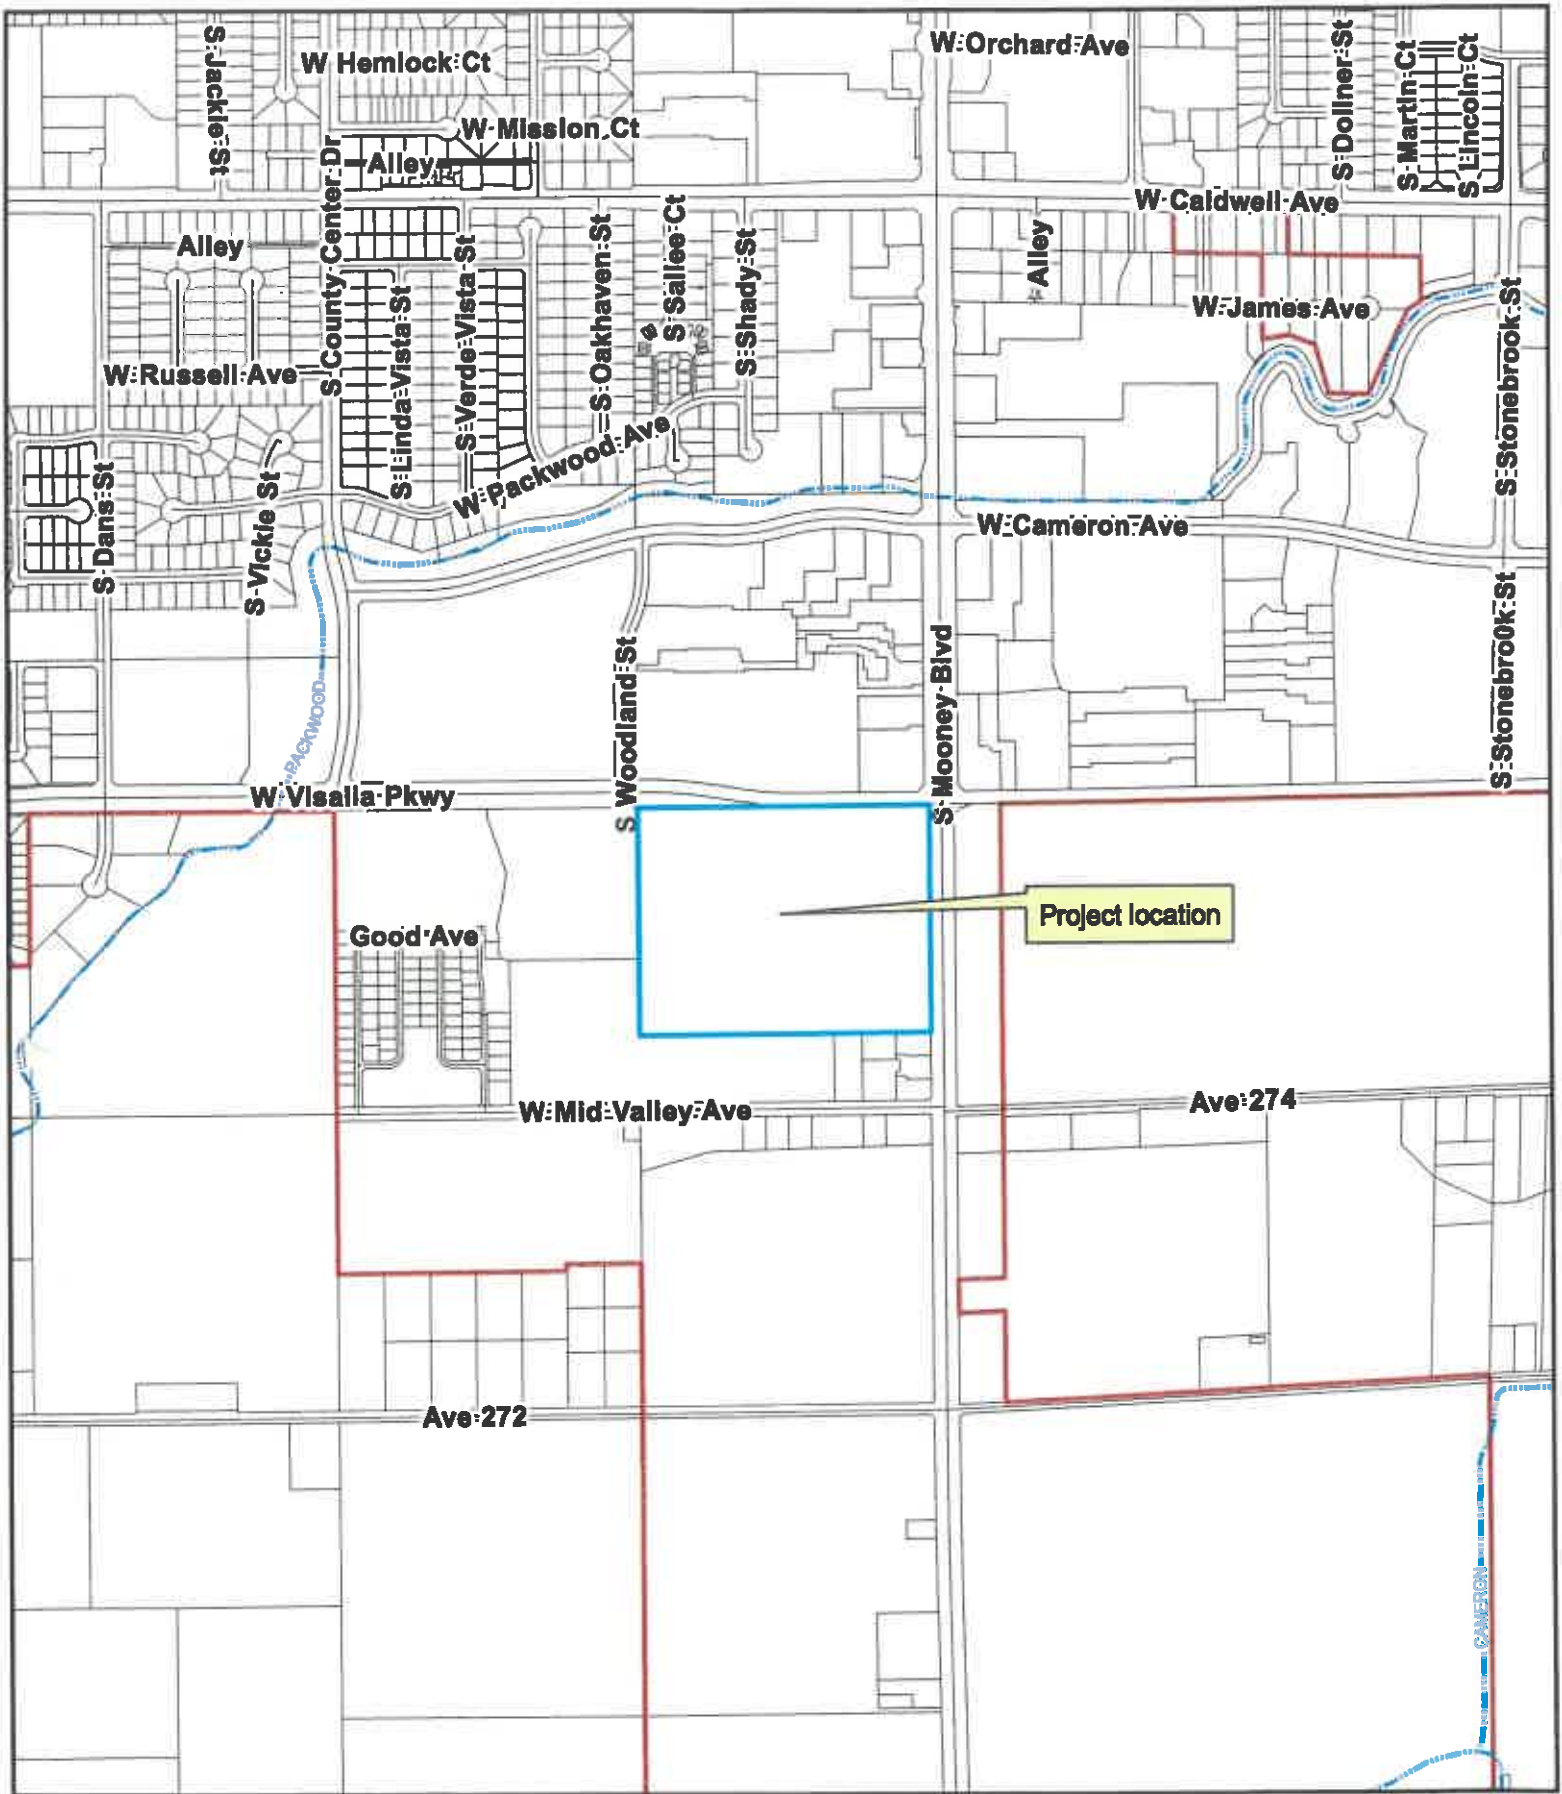 W Orchard Ave
S Jackie St
W Hemlock Ct
S Dollner St
S Martin Ct
S Lincoln Ct
W Mission Ct
Alley
W Caldwell Ave
S County Center Dr
Alley
S Verde Vista St
S Oakhaven St
S Sallee Ct
S Shady St
Alley
W James Ave
S Linda Vista St
W Russell Ave
S Stonebrook St
W Packwood Ave
S Dans St
S Vickie St
W Cameron Ave
PACKWOOD
S Woodland St
S Mooney Blvd
S Stonebrook St
W Visalia Pkwy
Project location
Good Ave
W Mid Valley Ave
Ave 274
Ave 272
CAMERON